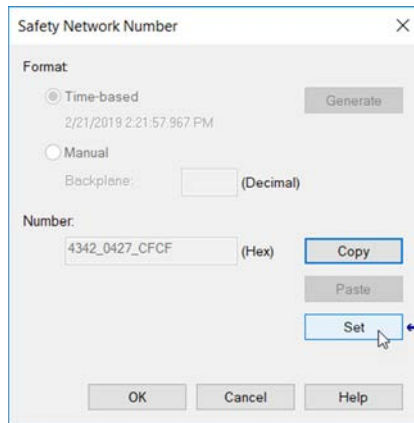 Safety Network Number
Format:
Time-based
Generate
2/21/2019 2:21:57.967 PM
Manual
Backplane:
(Decimal)
Number:
4342_0427_CFCF
(Hex)
Copy
Paste
Set
OK
Cancel
Help